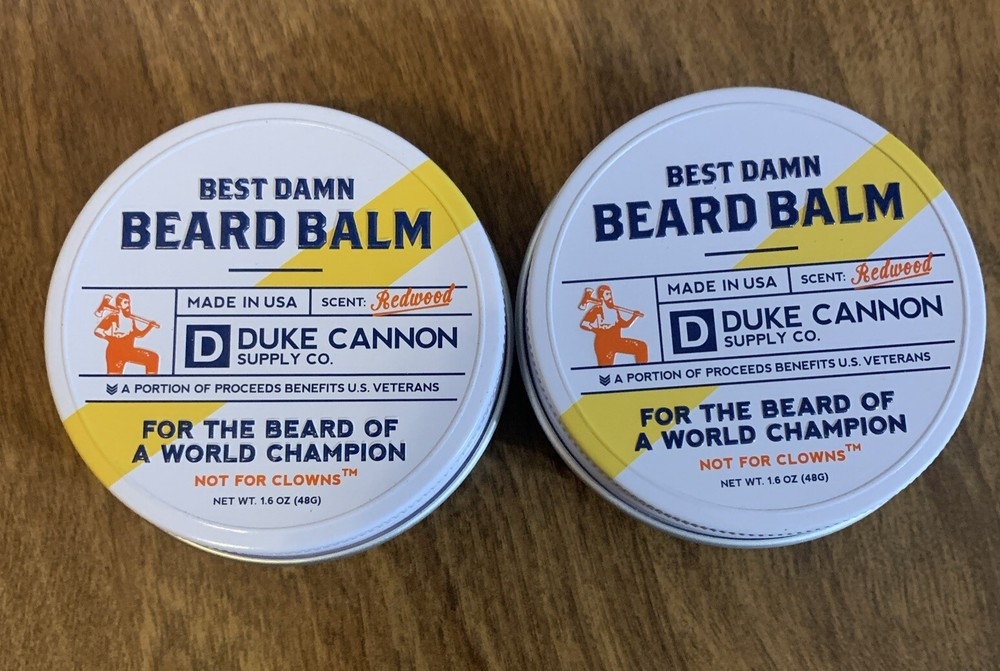 BEST DAMN
BEARD BALM
MADE IN USA
SCENT: Redwood
D DUKE CANNON
SUPPLY CO.
A PORTION OF PROCEEDS BENEFITS U.S. VETERANS
FOR THE BEARD OF
A WORLD CHAMPION
NOT FOR CLOWNS™
NET WT. 1.6 OZ (48G)
BEST DAMN
BEARD BALM
MADE IN USA
SCENT: Redwood
D DUKE CANNON
SUPPLY CO.
A PORTION OF PROCEEDS BENEFITS U.S. VETERANS
FOR THE BEARD OF
A WORLD CHAMPION
NOT FOR CLOWNS™
NET WT. 1.6 OZ (48G)